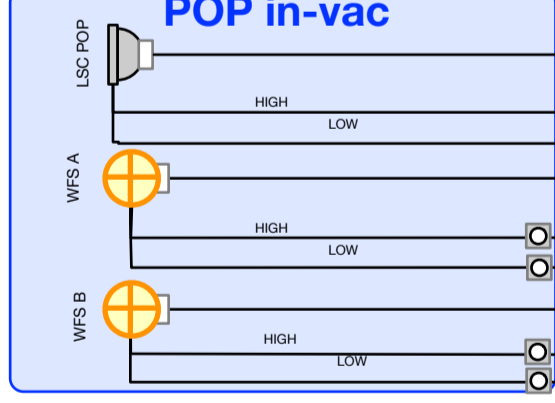 POP in-vac
LSC POP
HIGH
LOW
WFS A
HIGH
LOW
WFS B
HIGH
LOW